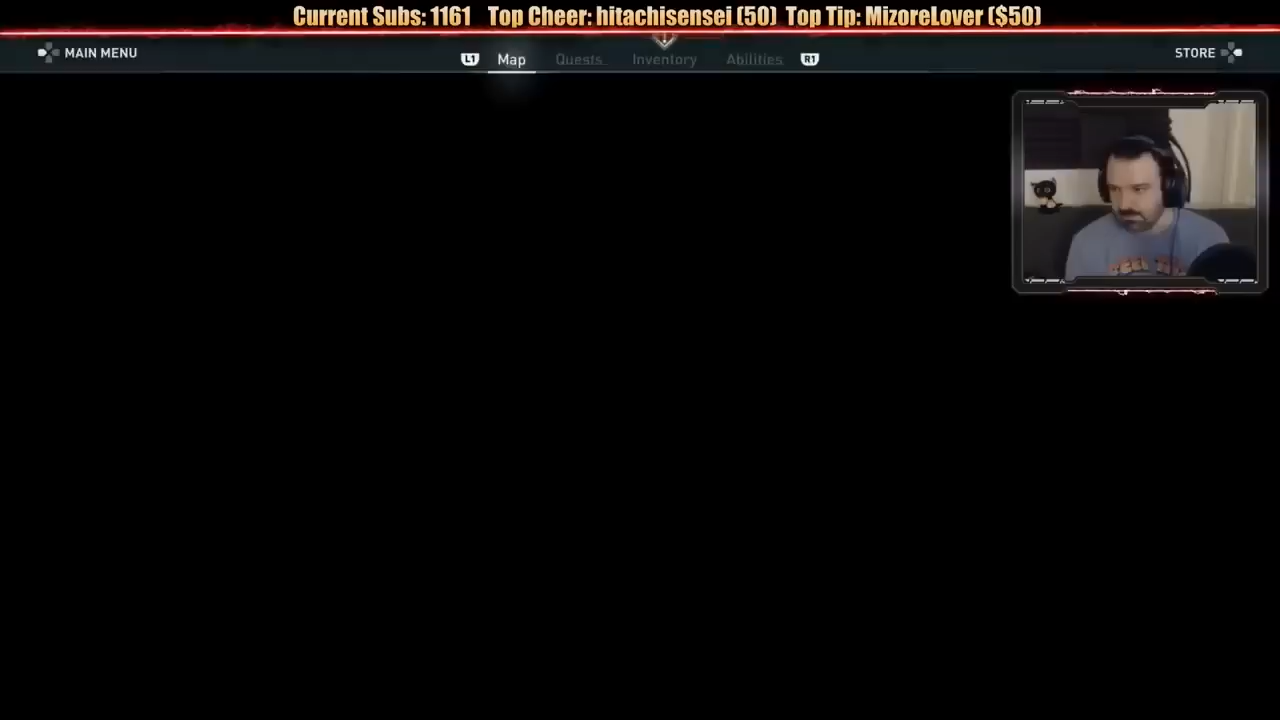 Current Subs: 1161 Top Cheer: hitachisensei (50) Top Tip: MizoreLover ($50)
MAIN MENU L1 Map Quests Inventory Abilities R1 STORE